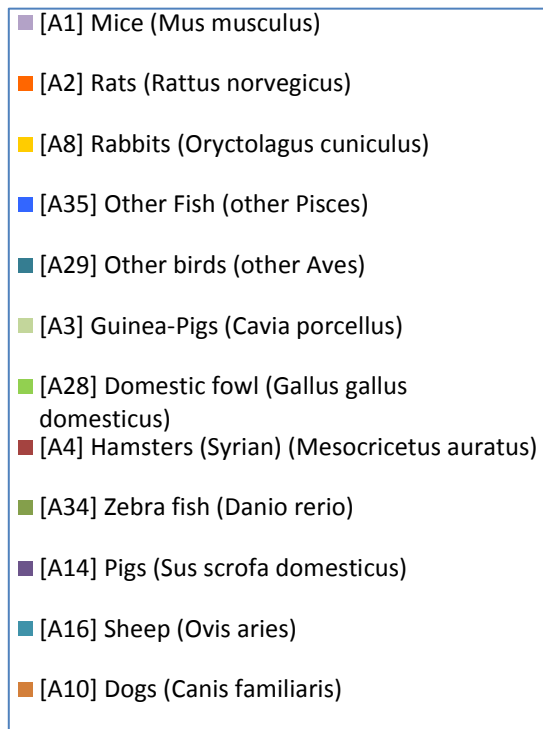 [A1] Mice (Mus musculus)
[A2] Rats (Rattus norvegicus)
[A8] Rabbits (Oryctolagus cuniculus)
[A35] Other Fish (other Pisces)
[A29] Other birds (other Aves)
[A3] Guinea-Pigs (Cavia porcellus)
[A28] Domestic fowl (Gallus gallus
domesticus)
[A4] Hamsters (Syrian) (Mesocricetus auratus)
[A34] Zebra fish (Danio rerio)
[A14] Pigs (Sus scrofa domesticus)
[A16] Sheep (Ovis aries)
[A10] Dogs (Canis familiaris)